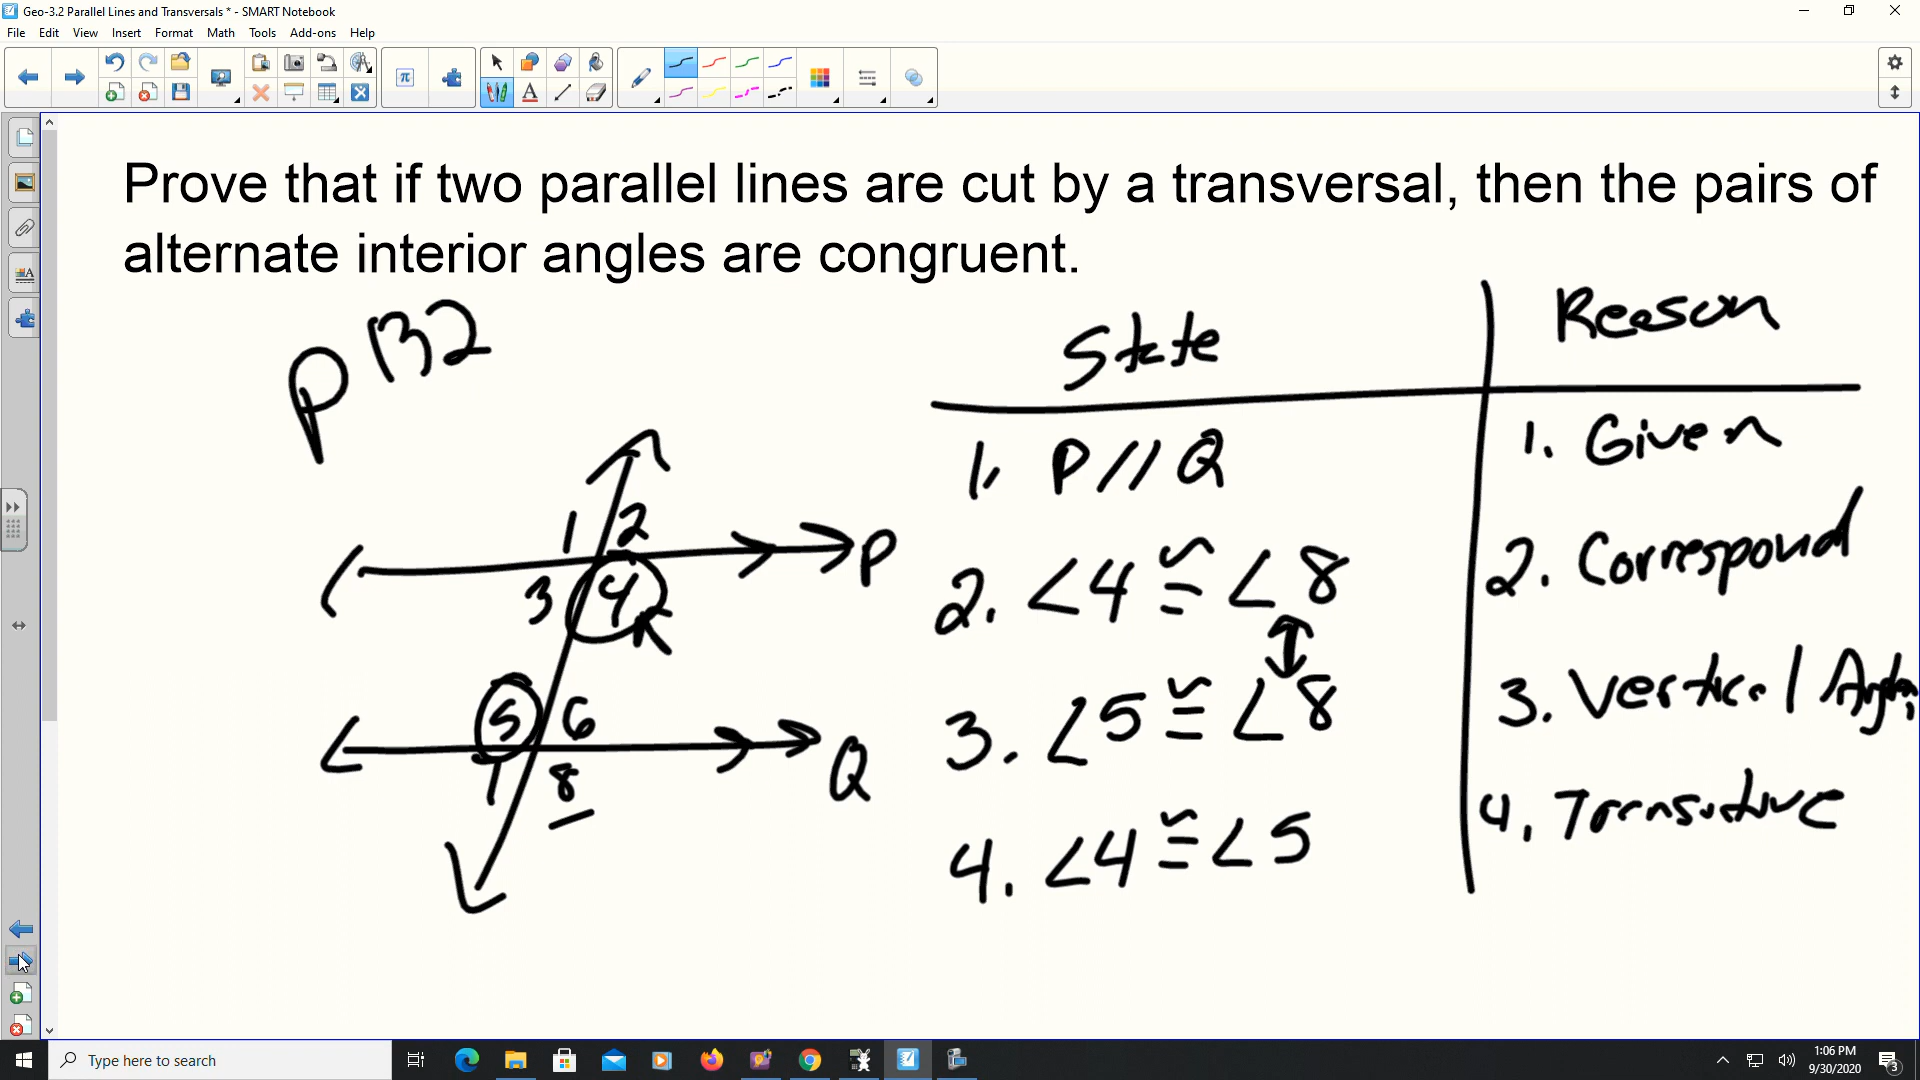 Geo-3.2 Parallel Lines and Transversals * - SMART Notebook
File Edit View Insert Format Math Tools Add-ons Help
π
A
Prove that if two parallel lines are cut by a transversal, then the pairs of
alternate interior angles are congruent.
P 132
State Reason
1. P // Q 1. Given
2. ∠4 ≅ ∠8 2. Correspond
3. ∠5 ≅ ∠8 3. Vertical
4. ∠4 ≅ ∠5 4. Transitive
1 2
P
3 4
5 6
Q
7 8
Type here to search
1:06 PM
9/30/2020
3